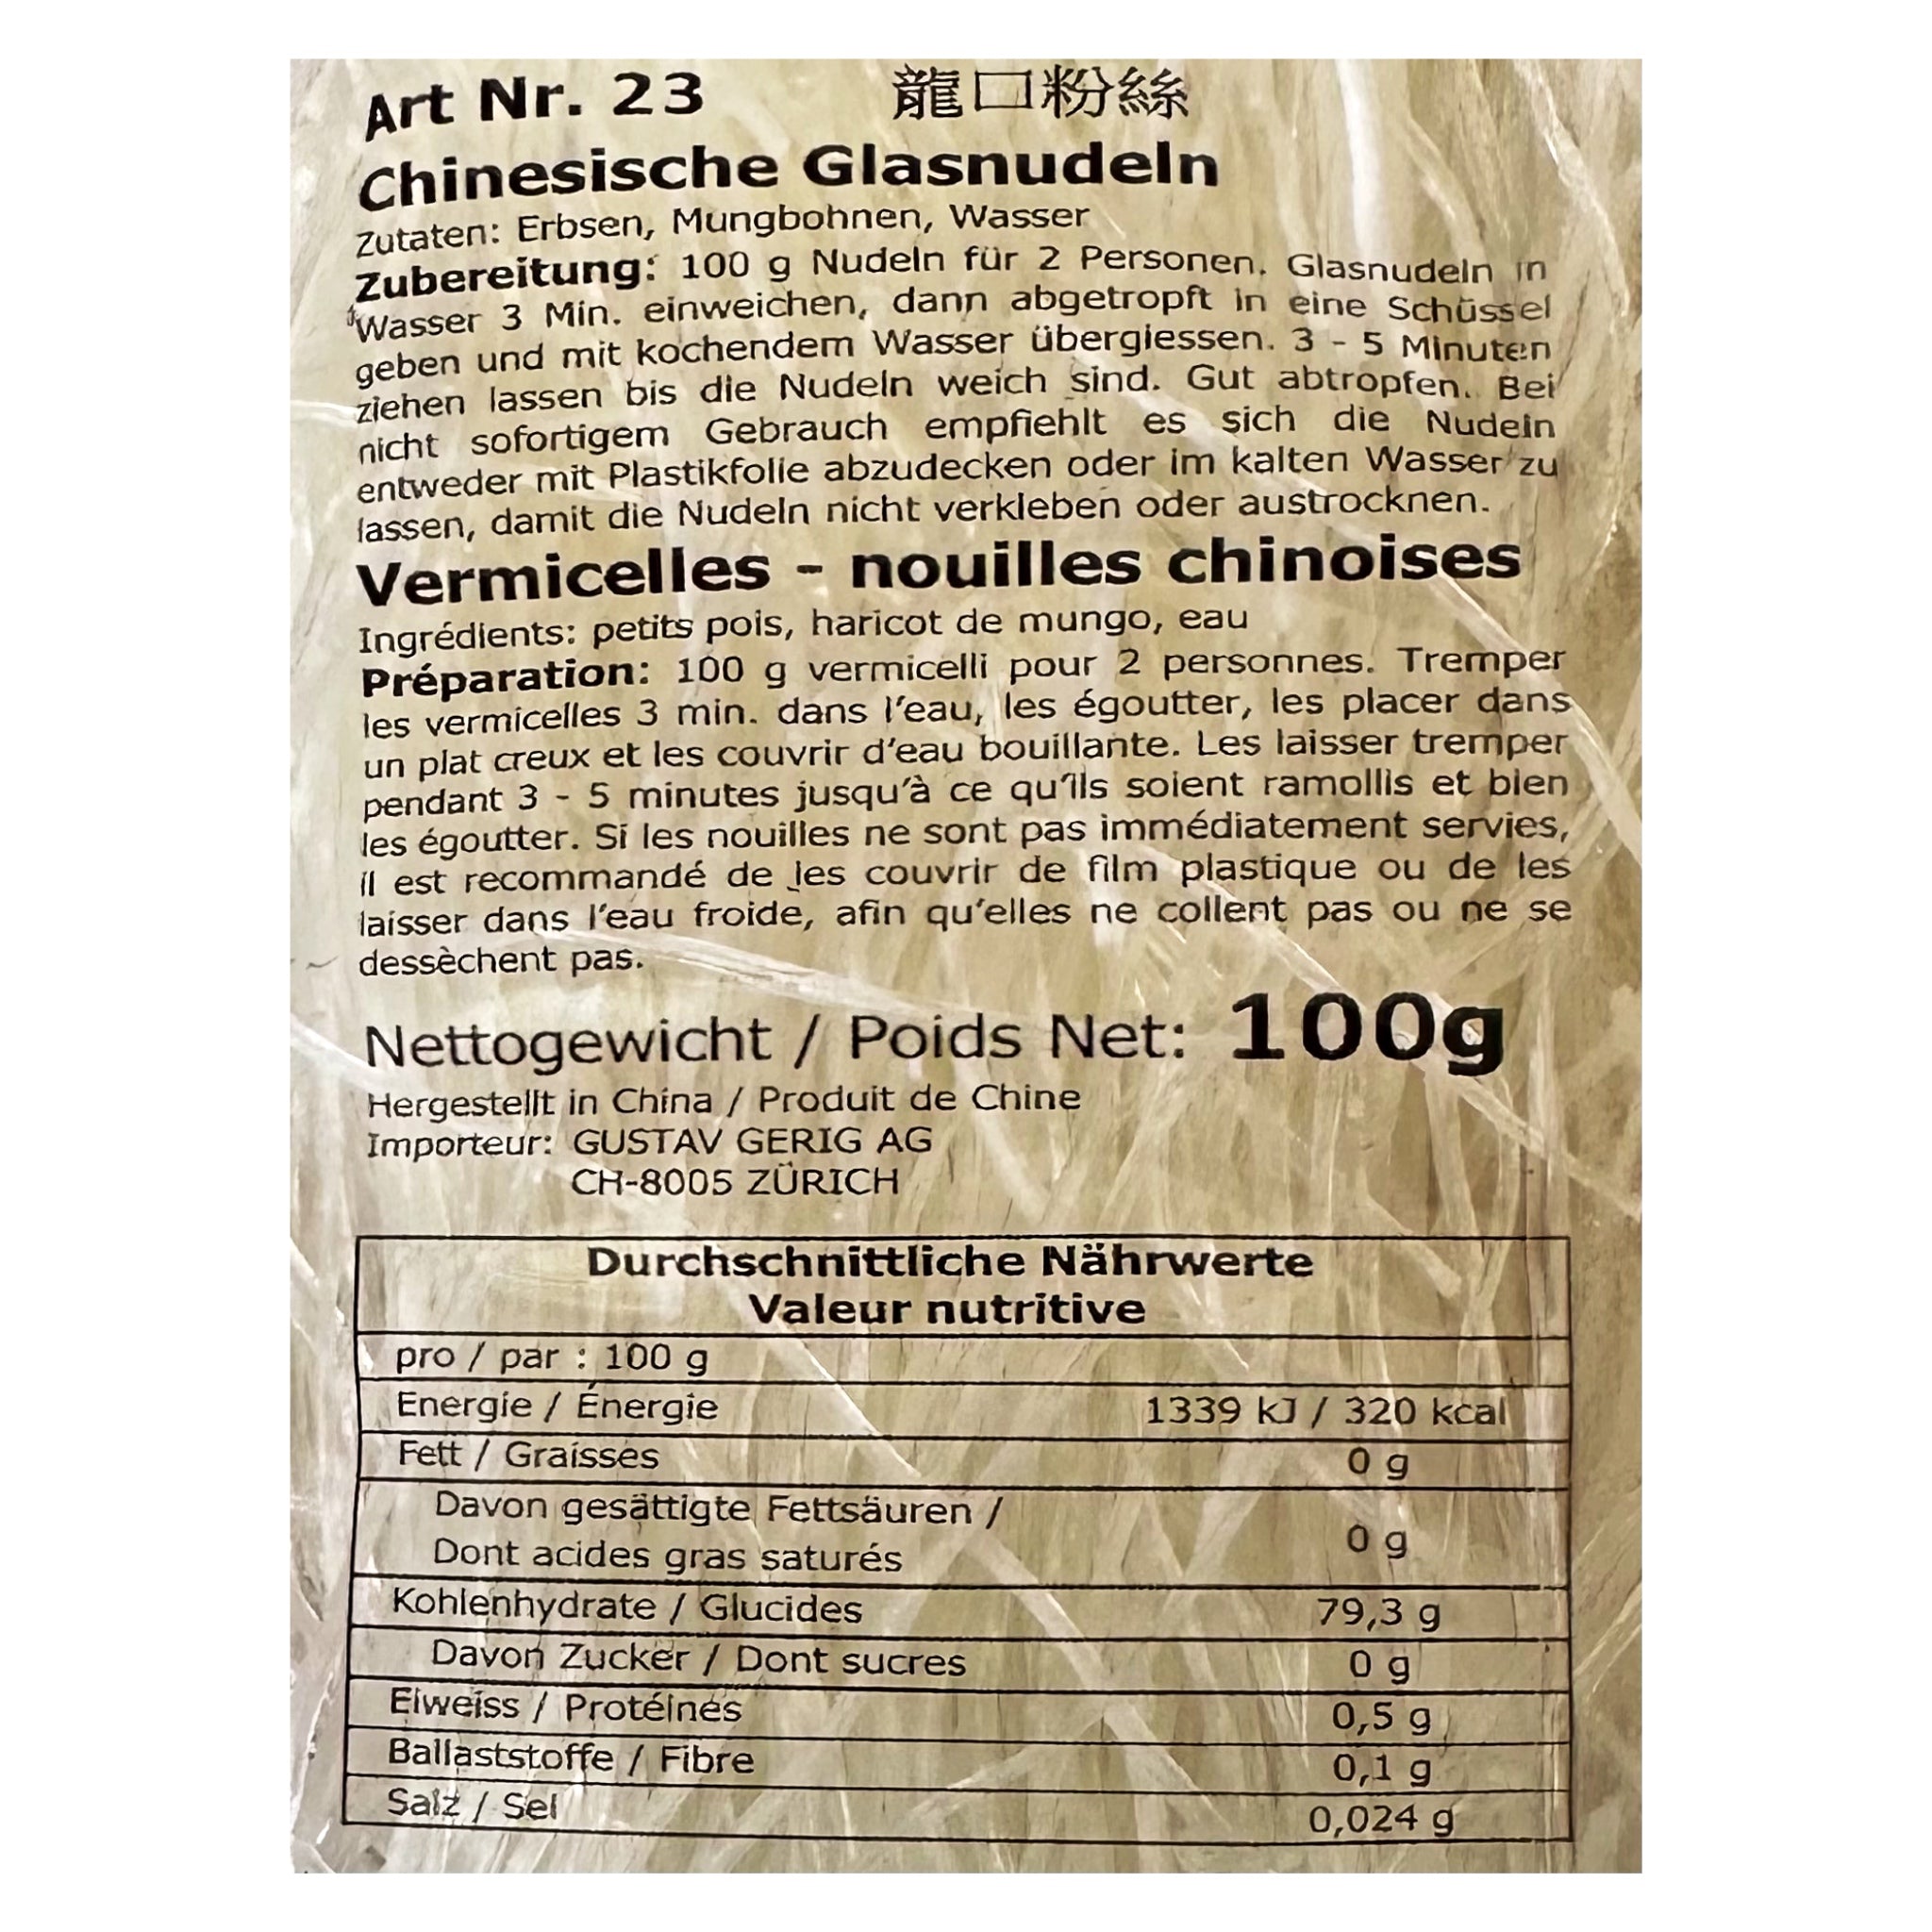 Art Nr. 23 龍口粉絲
Chinesische Glasnudeln
Zutaten: Erbsen, Mungbohnen, Wasser
Zubereitung: 100 g Nudeln für 2 Personen. Glasnudeln in
Wasser 3 Min. einweichen, dann abgetropft in eine Schüssel
geben und mit kochendem Wasser übergiessen. 3 - 5 Minuten
ziehen lassen bis die Nudeln weich sind. Gut abtropfen. Bei
nicht sofortigem Gebrauch empfiehlt es sich die Nudeln
entweder mit Plastikfolie abzudecken oder im kalten Wasser zu
lassen, damit die Nudeln nicht verkleben oder austrocknen.
Vermicelles - nouilles chinoises
Ingrédients: petits pois, haricot de mungo, eau
Préparation: 100 g vermicelli pour 2 personnes. Tremper
les vermicelles 3 min. dans l'eau, les égoutter, les placer dans
un plat creux et les couvrir d'eau bouillante. Les laisser tremper
pendant 3 - 5 minutes jusqu'à ce qu'ils soient ramollis et bien
les égoutter. Si les nouilles ne sont pas immédiatement servies,
il est recommandé de les couvrir de film plastique ou de les
laisser dans l'eau froide, afin qu'elles ne collent pas ou ne se
dessèchent pas.
Nettogewicht / Poids Net: 100g
Hergestellt in China / Produit de Chine
Importeur: GUSTAV GERIG AG
CH-8005 ZÜRICH
Durchschnittliche Nährwerte
Valeur nutritive
pro / par : 100 g
Energie / Énergie 1339 kJ / 320 kcal
Fett / Graisses 0 g
Davon gesättigte Fettsäuren /
Dont acides gras saturés 0 g
Kohlenhydrate / Glucides 79,3 g
Davon Zucker / Dont sucres 0 g
Eiweiss / Protéines 0,5 g
Ballaststoffe / Fibre 0,1 g
Salz / Sel 0,024 g